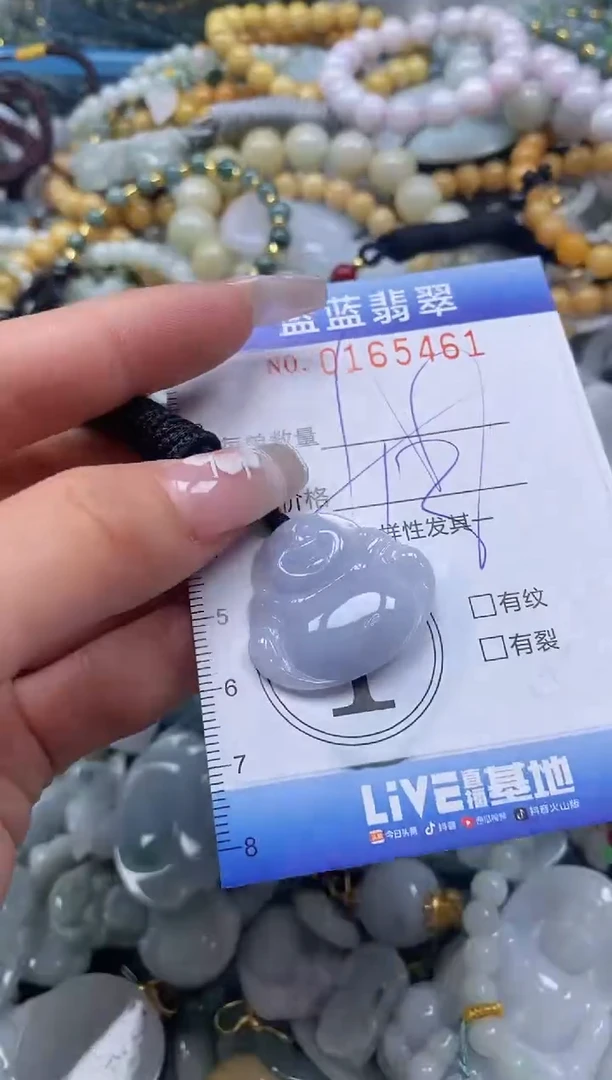 蓝蓝翡翠
NO. 0165461
数量
价格
样性发其一
5
□有纹
□有裂
6
7
LiVE直播基地
今日头条 抖音 西瓜视频 抖音火山版
8